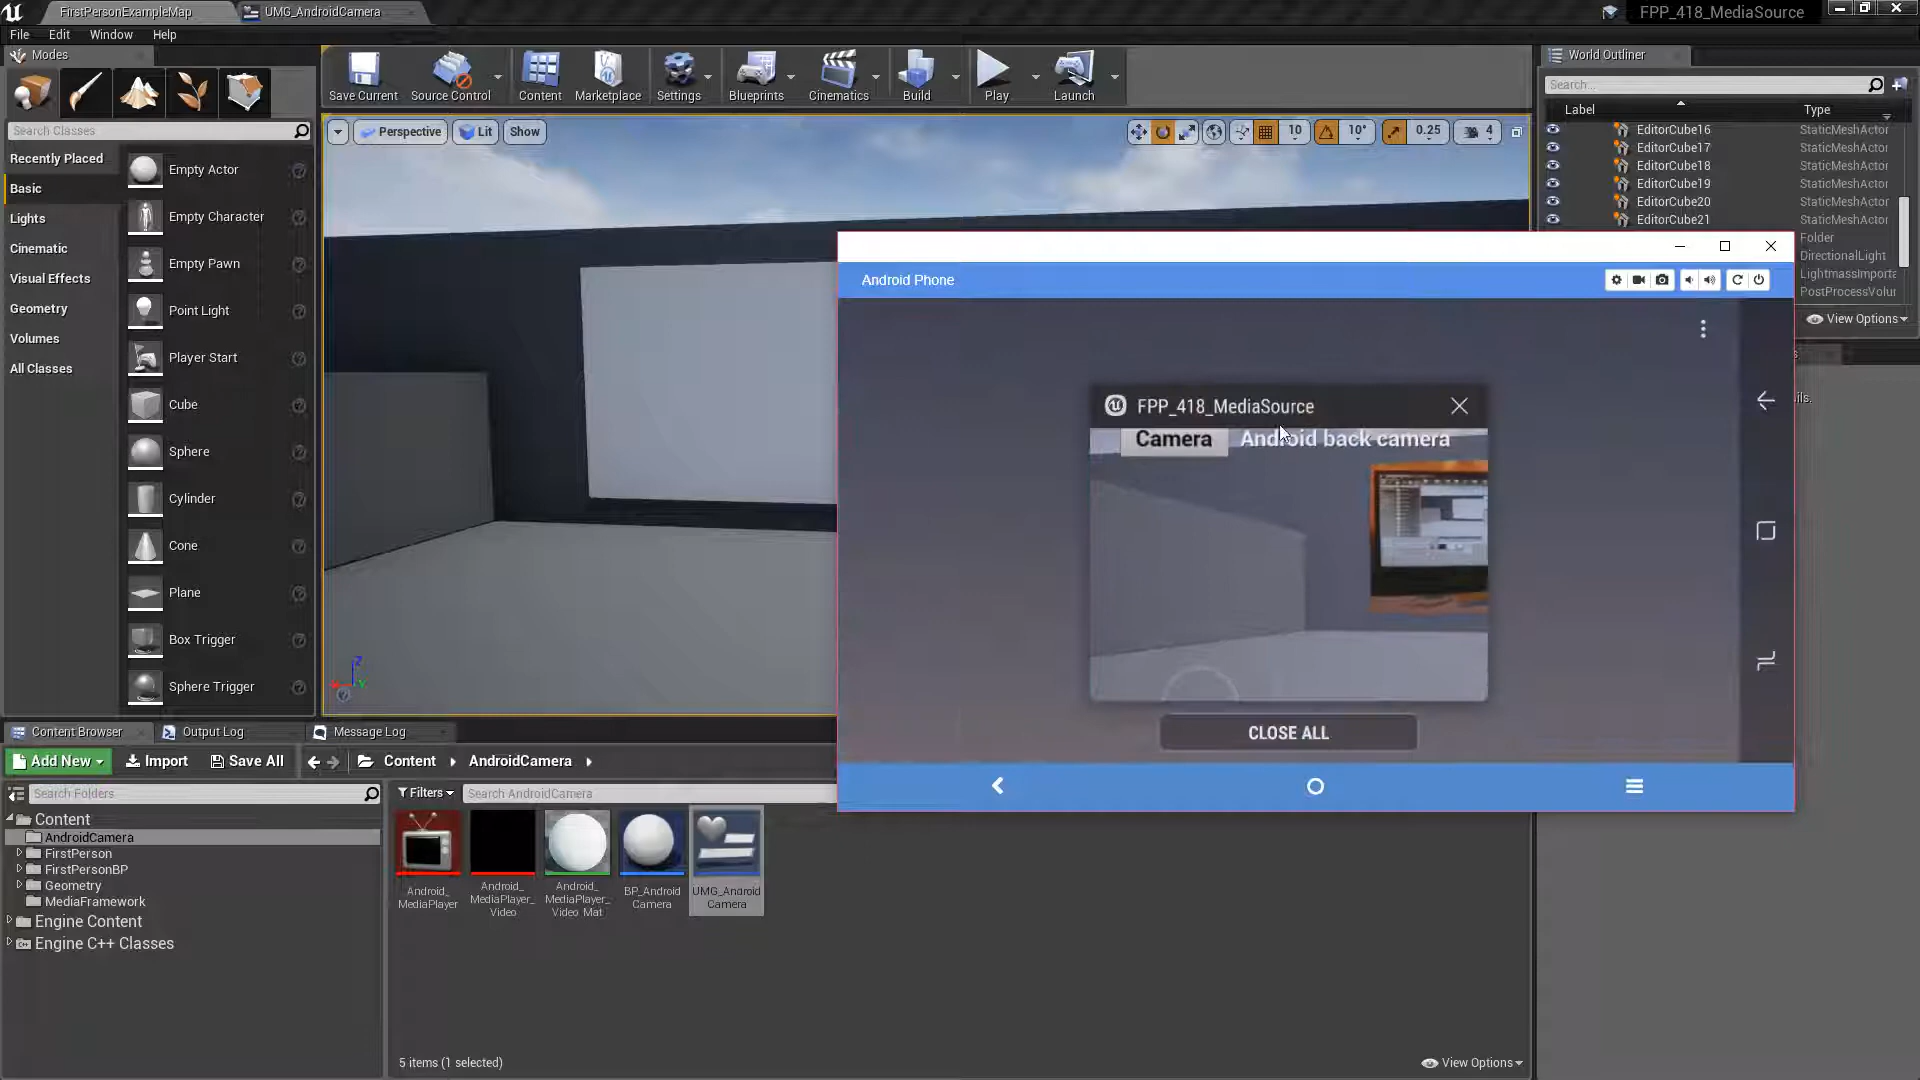 FirstPersonExampleMap
UMG_AndroidCamera
FPP_418_MediaSource
File Edit Window Help
Modes
Save Current
Source Control
Content
Marketplace
Settings
Blueprints
Cinematics
Build
Play
Launch
World Outliner
Search...
Label Type
EditorCube16 StaticMeshActor
EditorCube17 StaticMeshActor
EditorCube18 StaticMeshActor
EditorCube19 StaticMeshActor
EditorCube20 StaticMeshActor
EditorCube21 StaticMeshActor
Folder
DirectionalLight
LightmassImporta
PostProcessVolur
View Options
Search Classes
Recently Placed
Basic
Lights
Cinematic
Visual Effects
Geometry
Volumes
All Classes
Empty Actor
Empty Character
Empty Pawn
Point Light
Player Start
Cube
Sphere
Cylinder
Cone
Plane
Box Trigger
Sphere Trigger
Perspective Lit Show
10 10° 0.25 4
Android Phone
FPP_418_MediaSource
Camera Android back camera
CLOSE ALL
Content Browser Output Log Message Log
Add New Import Save All Content AndroidCamera
Search Folders
Filters Search AndroidCamera
Content
AndroidCamera
FirstPerson
FirstPersonBP
Geometry
MediaFramework
Engine Content
Engine C++ Classes
Android_
MediaPlayer
Android_
MediaPlayer_
Video
Android_
MediaPlayer_
Video_Mat
BP_Android
Camera
UMG_Android
Camera
5 items (1 selected)
View Options